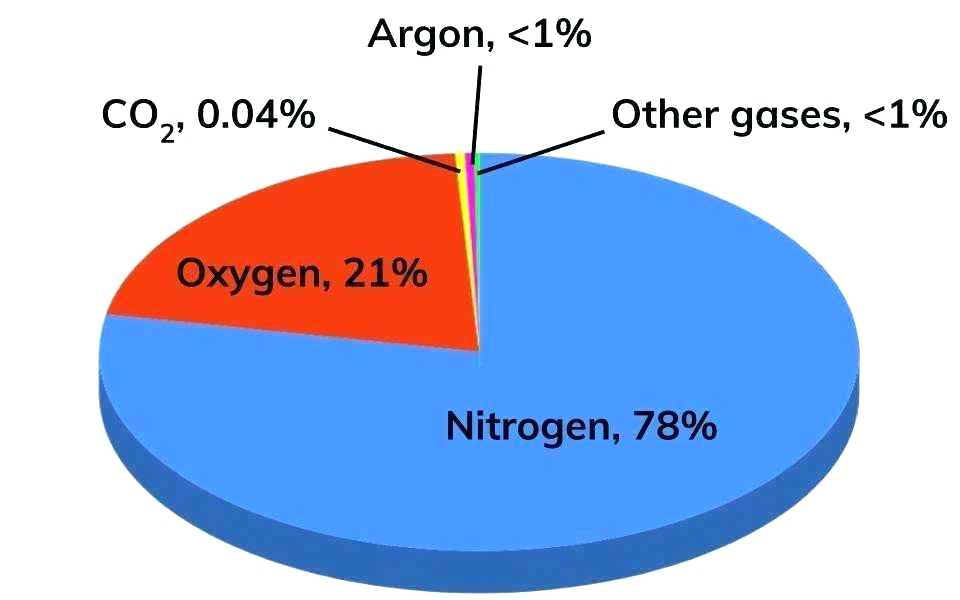 Argon, <1%
CO₂, 0.04%
Other gases, <1%
Oxygen, 21%
Nitrogen, 78%